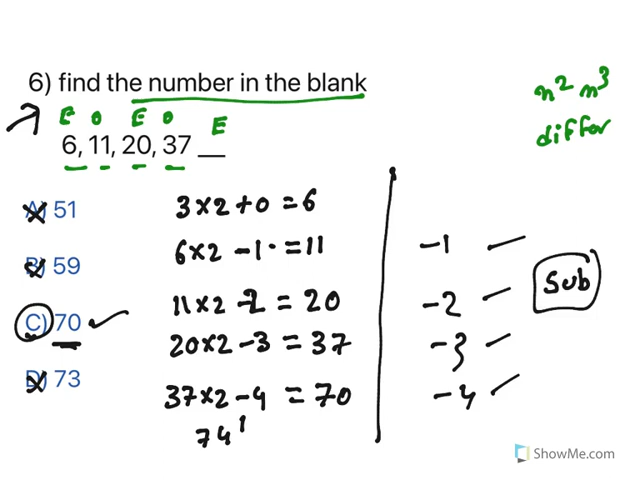 6) find the number in the blank
n² n³
differ
E O E O E
6, 11, 20, 37 __
A) 51
B) 59
C) 70
D) 73
3×2+0=6
6×2 -1 =11
11×2 -2 = 20
20×2 -3 = 37
37×2 -4 = 70
74
-1
-2
-3
-4
Sub
ShowMe.com